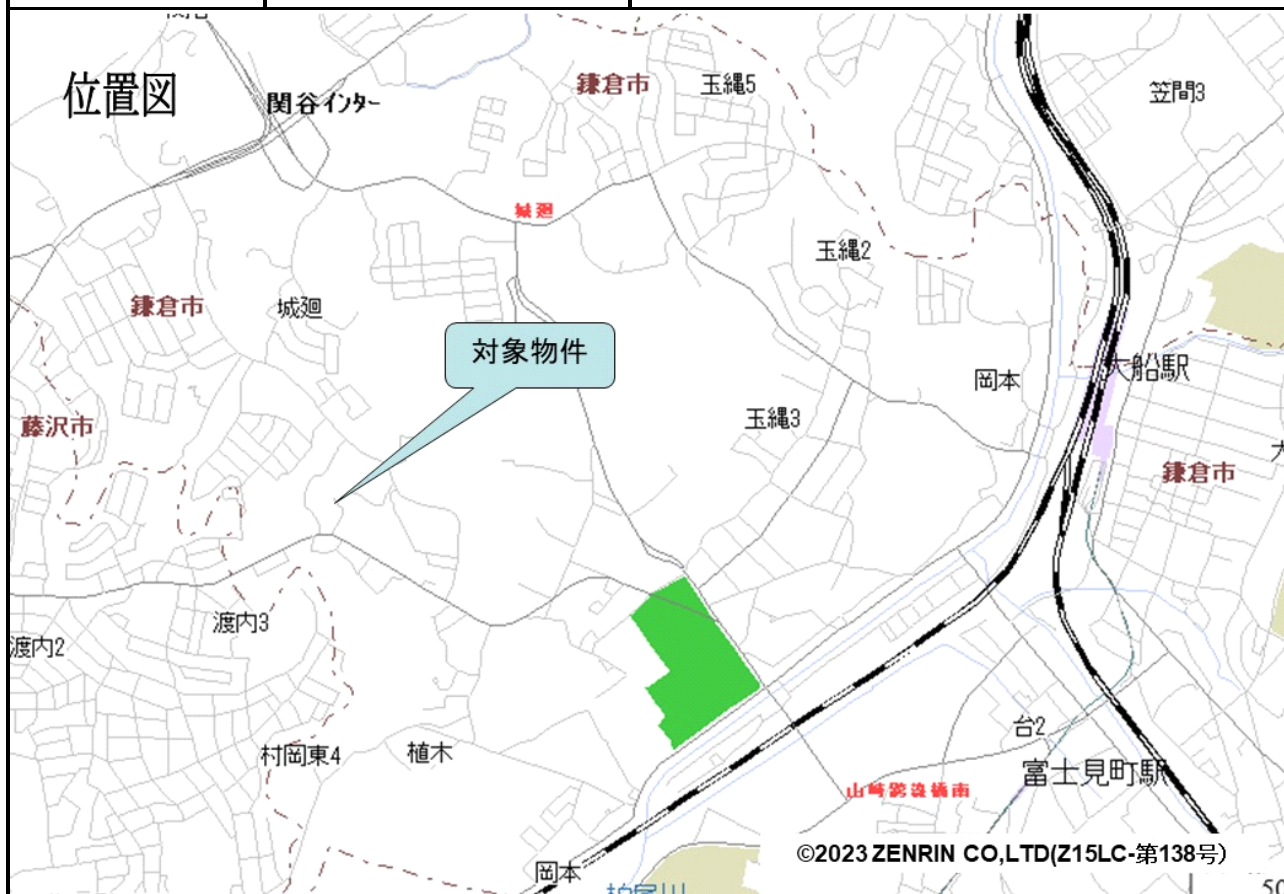 位置図
関谷インター
鎌倉市
玉縄5
笠間3
城廻
玉縄2
鎌倉市
城廻
対象物件
岡本
大船駅
藤沢市
玉縄3
鎌倉市
渡内3
渡内2
村岡東4
植木
台2
富士見町駅
山崎跨線橋南
©2023 ZENRIN CO,LTD(Z15LC-第138号)
岡本
柏尾川